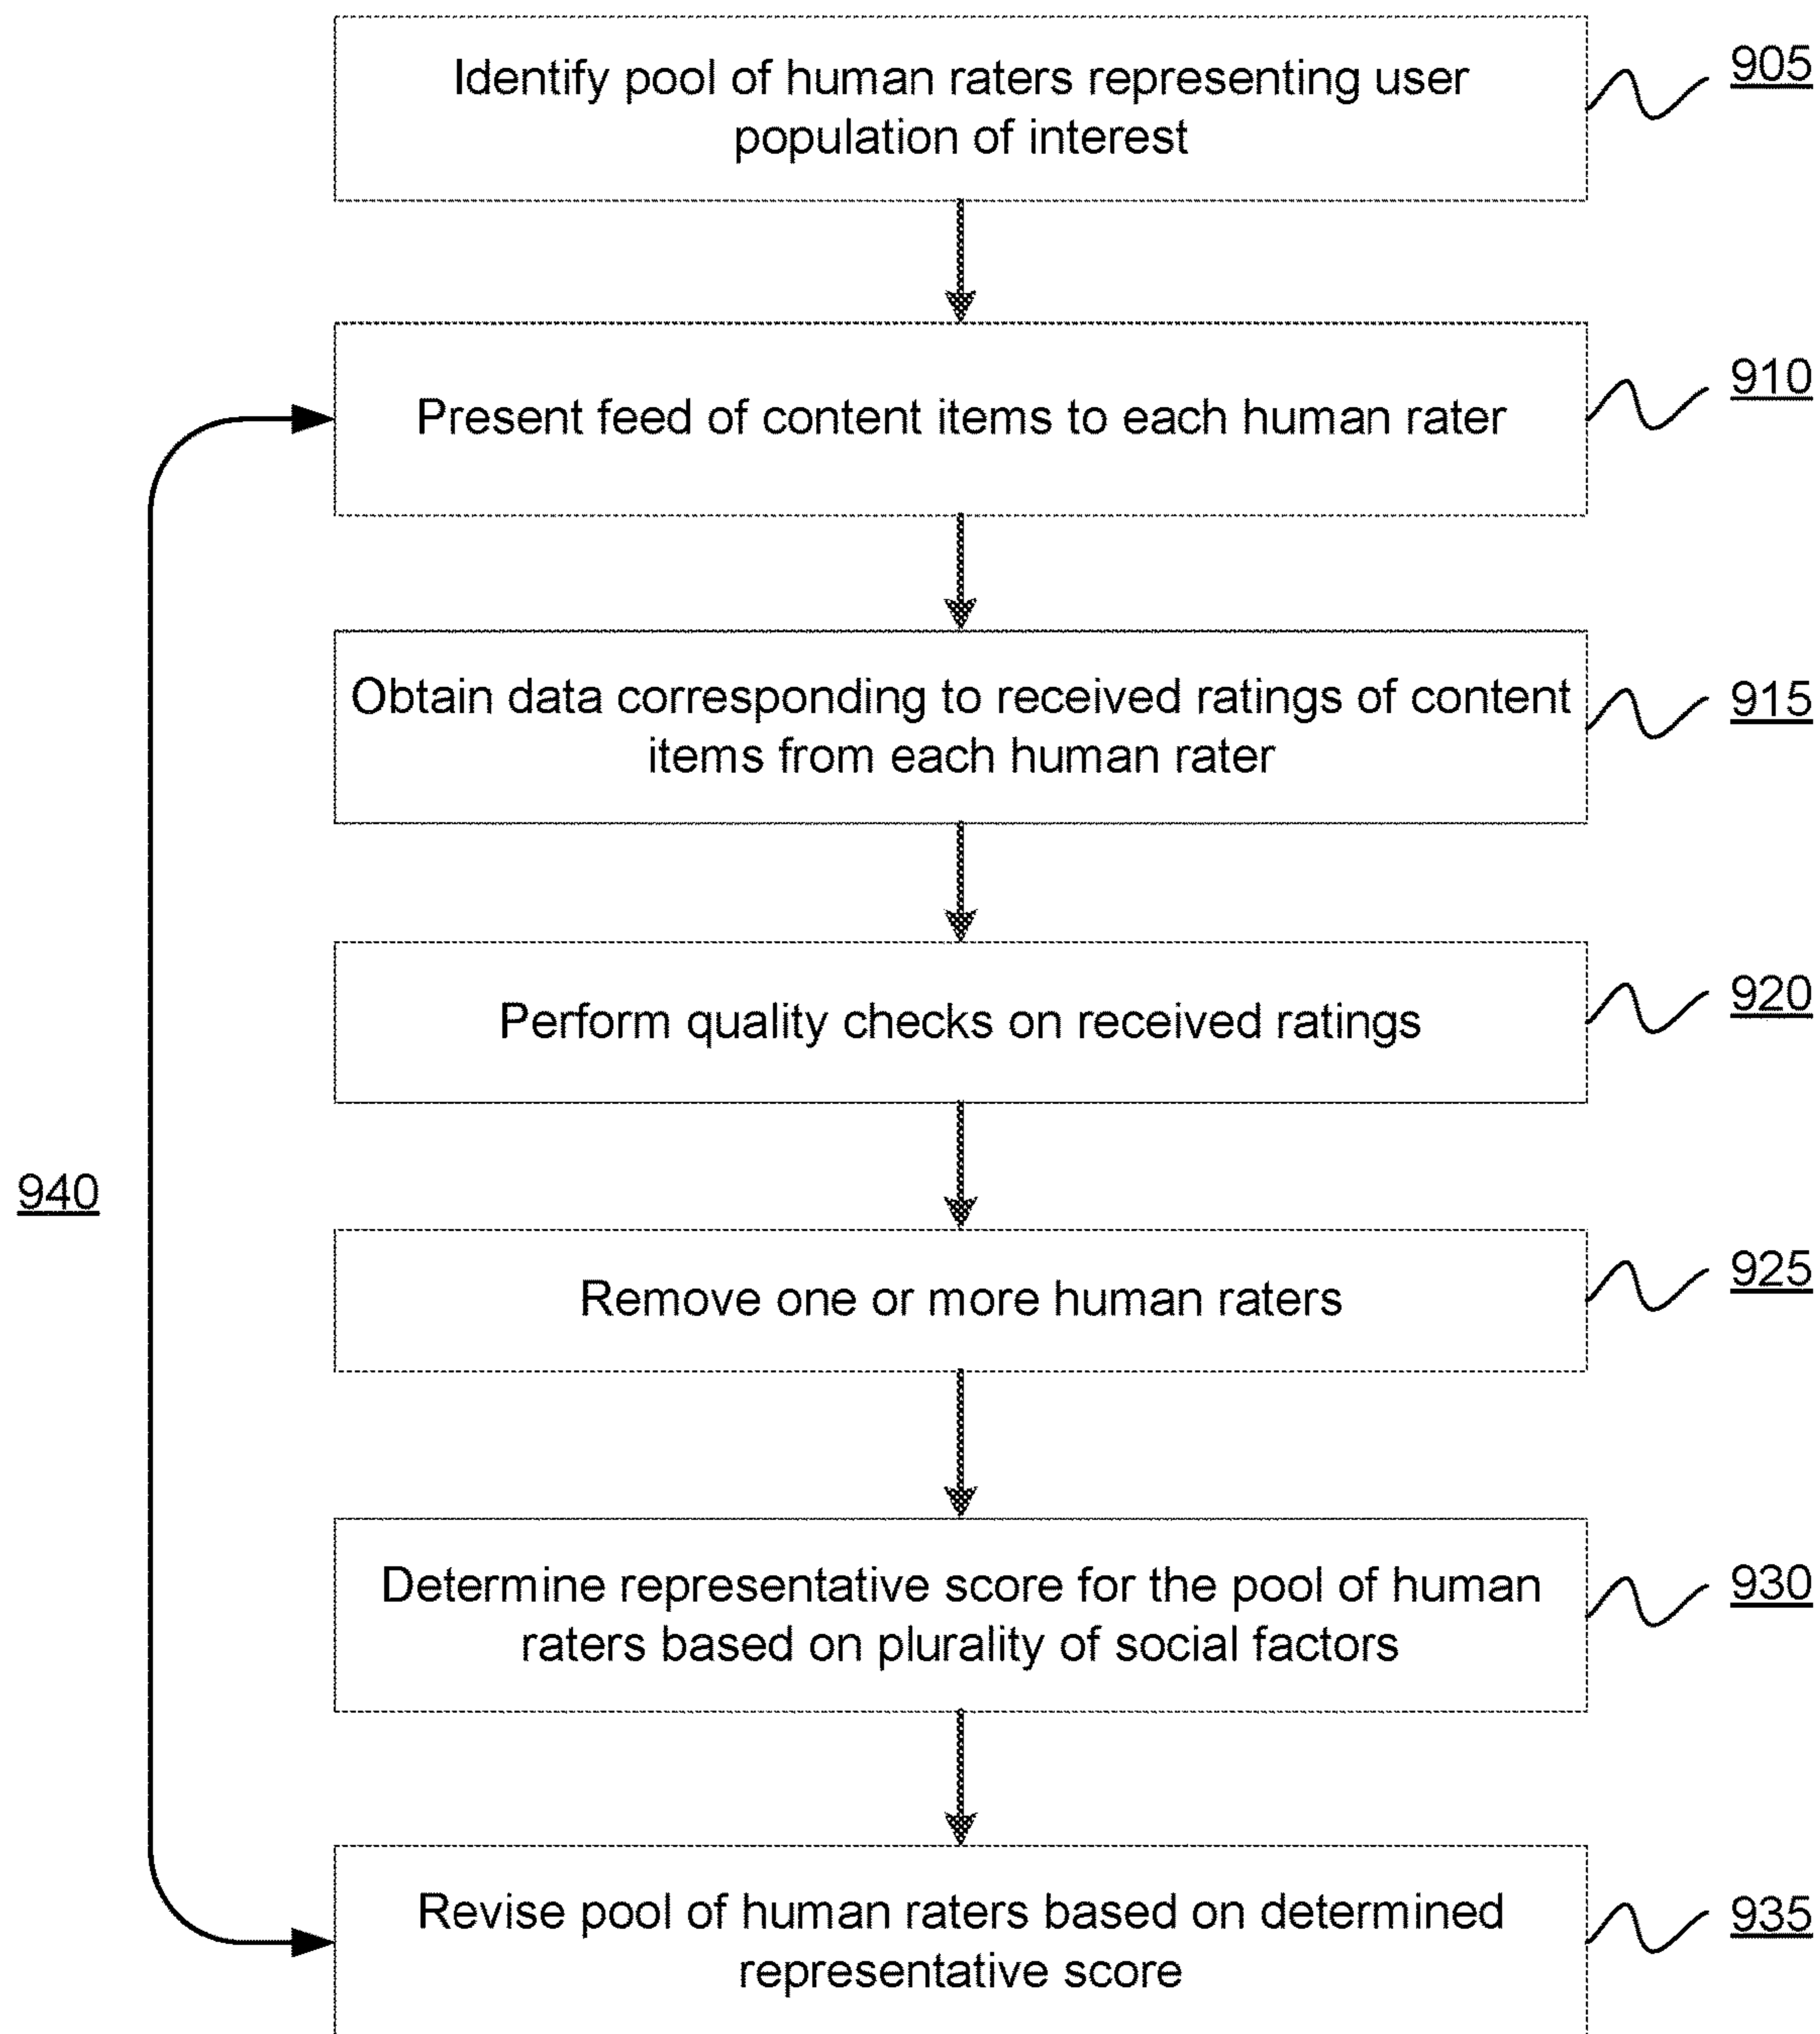 Identify pool of human raters representing user
population of interest
905
Present feed of content items to each human rater
910
Obtain data corresponding to received ratings of content
items from each human rater
915
Perform quality checks on received ratings
920
940
Remove one or more human raters
925
Determine representative score for the pool of human
raters based on plurality of social factors
930
Revise pool of human raters based on determined
representative score
935